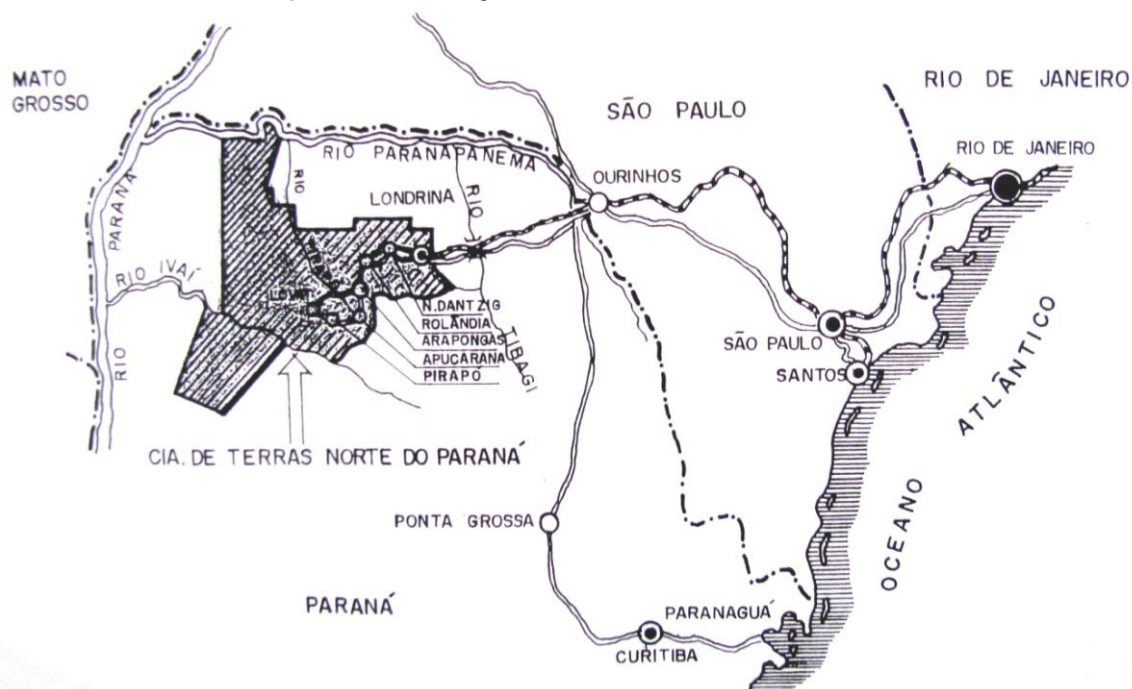 MATO
GROSSO
SÃO PAULO
RIO DE JANEIRO
RIO DE JANEIRO
RIO PARANAPANEMA
OURINHOS
LONDRINA
RIO
RIO
TIBAGI
RIO PARANÁ
RIO IVAÍ
N. DANTZIG
ROLÂNDIA
ARAPONGAS
APUCARANA
PIRAPÓ
SÃO PAULO
SANTOS
OCEANO ATLÂNTICO
CIA. DE TERRAS NORTE DO PARANÁ
PONTA GROSSA
PARANÁ
PARANAGUÁ
CURITIBA